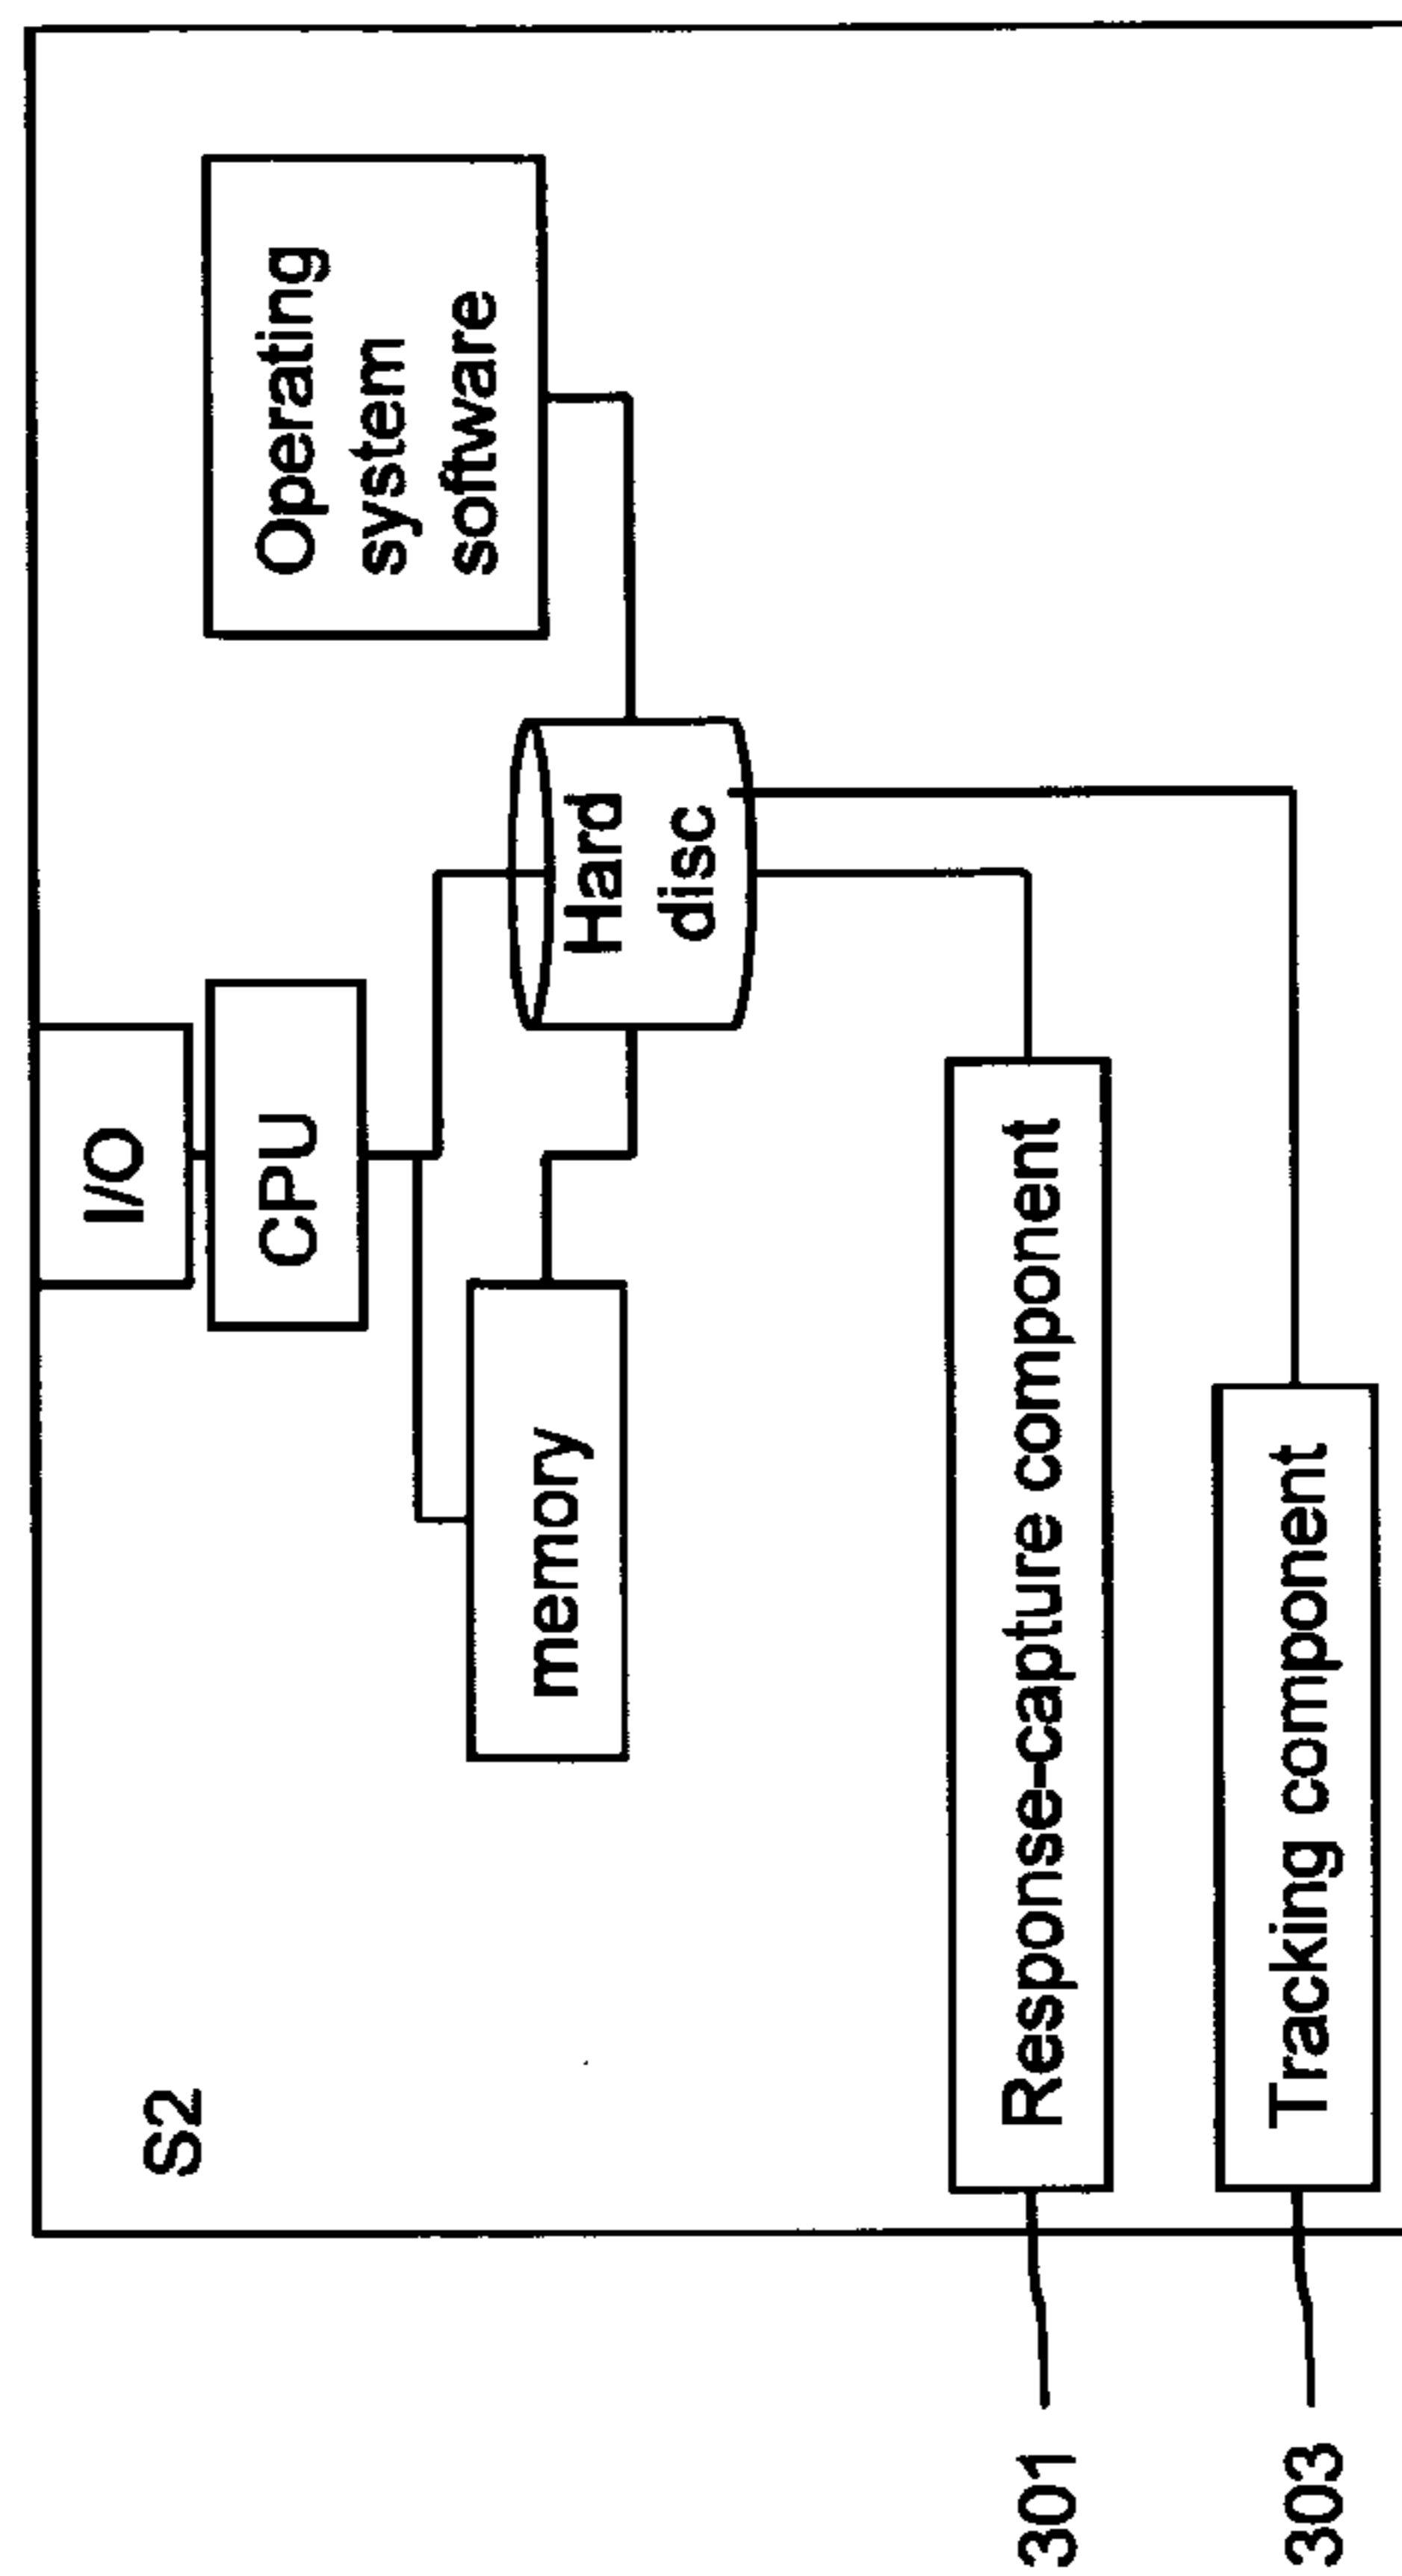 S2
I/O
CPU
Operating
system
software
memory
Hard
disc
301
Response-capture component
303
Tracking component